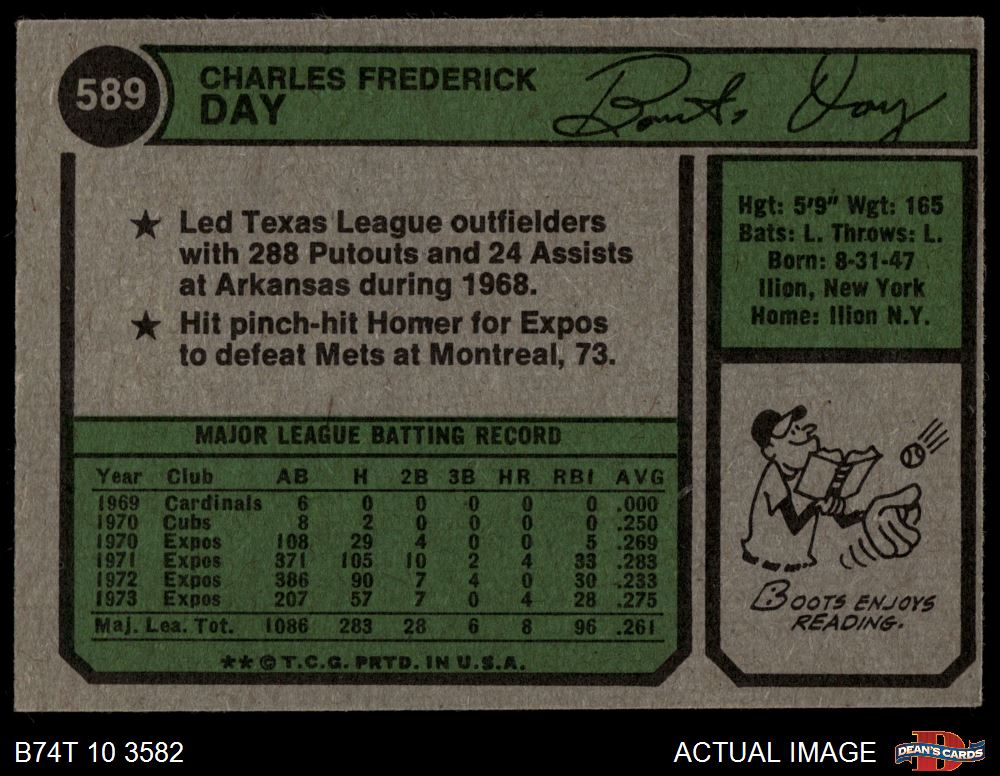 589
CHARLES FREDERICK
DAY
Boots Day
★ Led Texas League outfielders
with 288 Putouts and 24 Assists
at Arkansas during 1968.
★ Hit pinch-hit Homer for Expos
to defeat Mets at Montreal, 73.
Hgt: 5'9" Wgt: 165
Bats: L. Throws: L.
Born: 8-31-47
Ilion, New York
Home: Ilion N.Y.
MAJOR LEAGUE BATTING RECORD
Year Club AB H 2B 3B HR RBI AVG
1969 Cardinals 6 0 0 0 0 0 .000
1970 Cubs 8 2 0 0 0 0 .250
1970 Expos 108 29 4 0 0 5 .269
1971 Expos 371 105 10 2 4 33 .283
1972 Expos 386 90 7 4 0 30 .233
1973 Expos 207 57 7 0 4 28 .275
Maj. Lea. Tot. 1086 283 28 6 8 96 .261
** © T.C.G. PRTD. IN U.S.A.
BOOTS ENJOYS
READING.
B74T 10 3582
ACTUAL IMAGE
DEAN'S CARDS